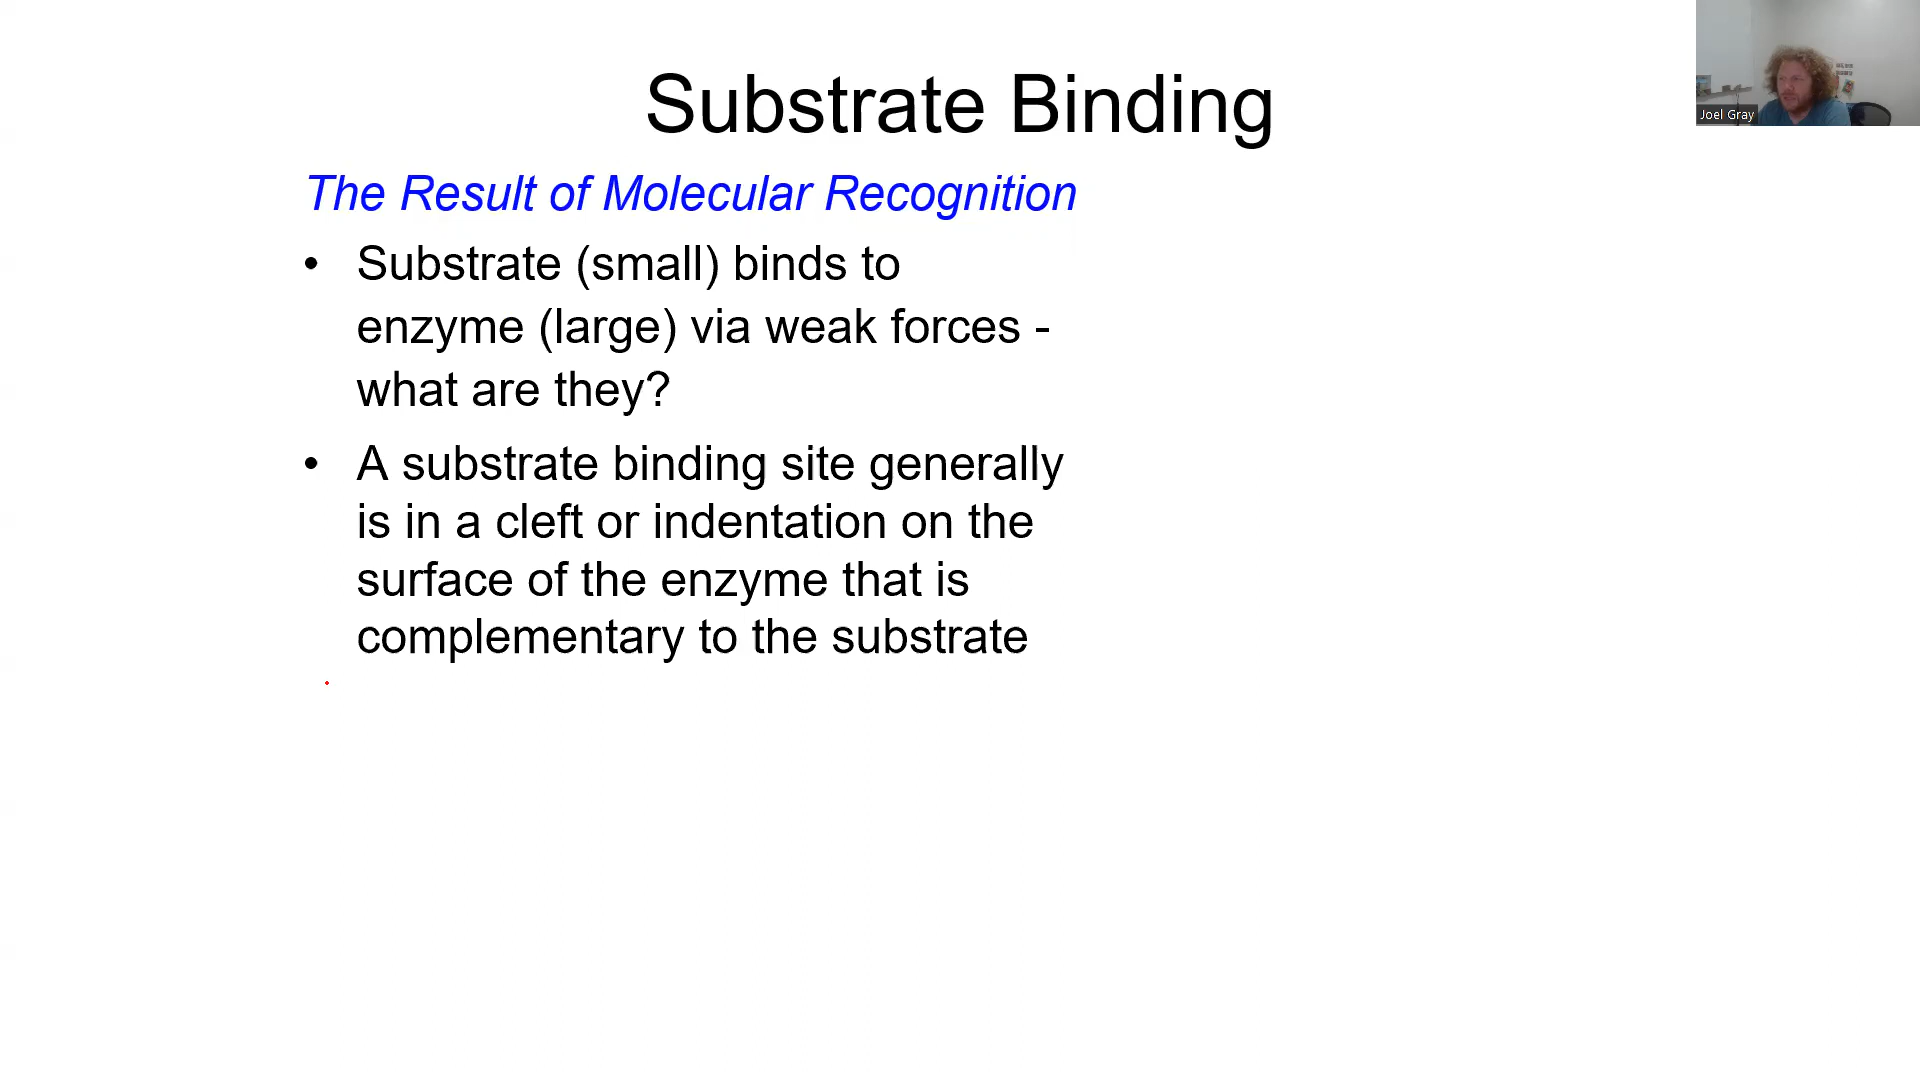 Substrate Binding
Joel Gray
The Result of Molecular Recognition
• Substrate (small) binds to
enzyme (large) via weak forces -
what are they?
• A substrate binding site generally
is in a cleft or indentation on the
surface of the enzyme that is
complementary to the substrate